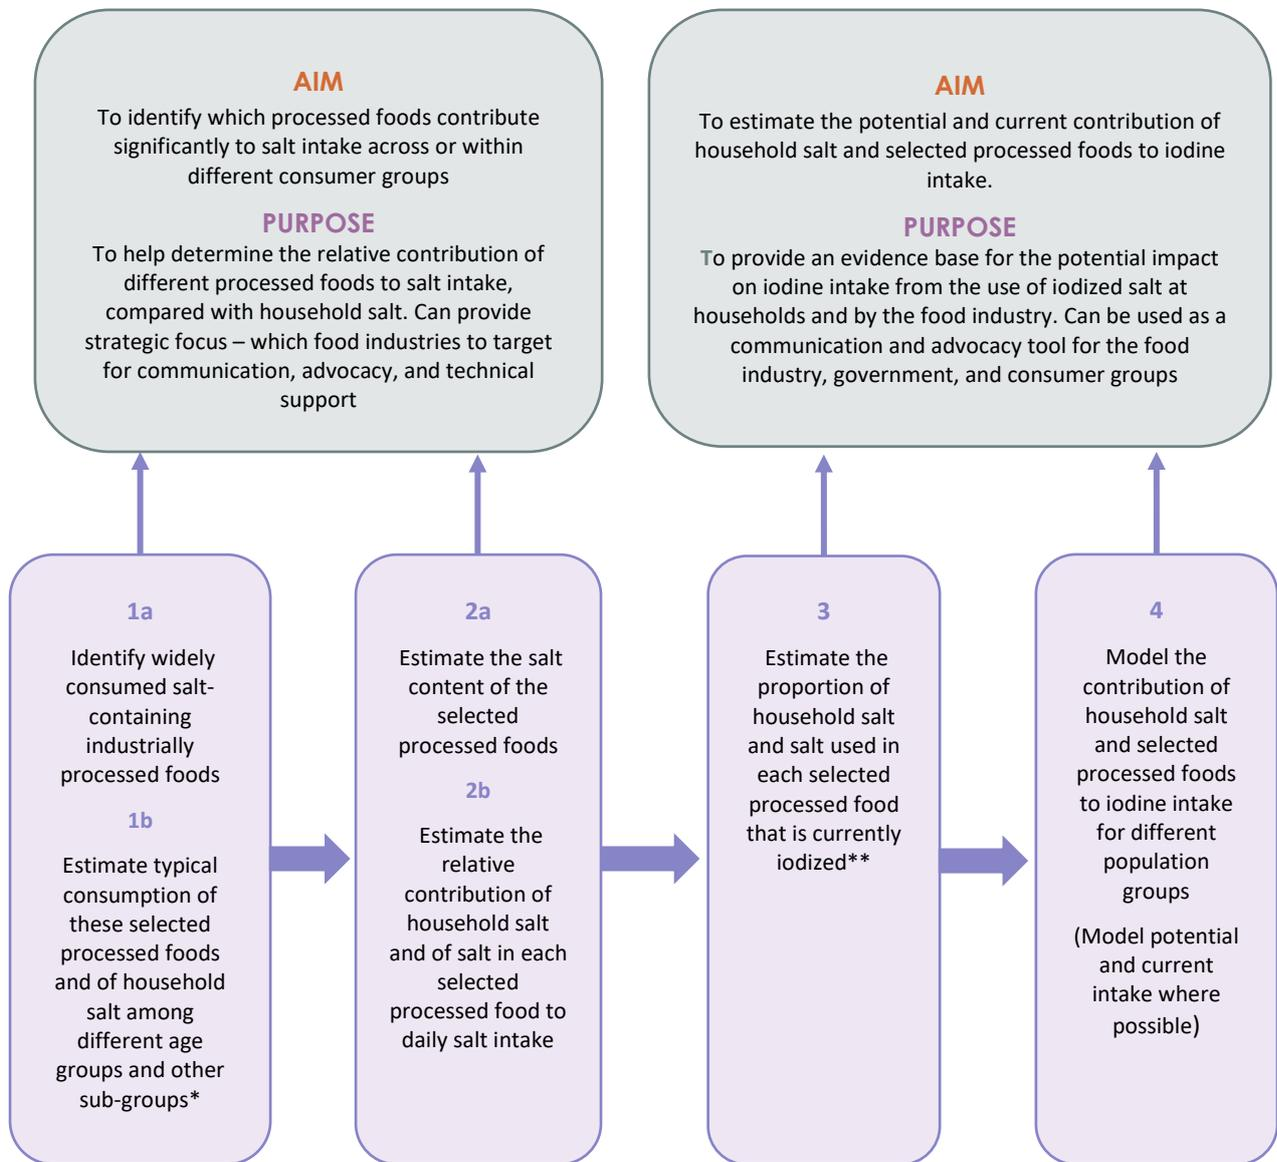 AIM
To identify which processed foods contribute
significantly to salt intake across or within
different consumer groups
PURPOSE
To help determine the relative contribution of
different processed foods to salt intake,
compared with household salt. Can provide
strategic focus – which food industries to target
for communication, advocacy, and technical
support
AIM
To estimate the potential and current contribution of
household salt and selected processed foods to iodine
intake.
PURPOSE
To provide an evidence base for the potential impact
on iodine intake from the use of iodized salt at
households and by the food industry. Can be used as a
communication and advocacy tool for the food
industry, government, and consumer groups
1a
Identify widely
consumed salt-
containing
industrially
processed foods
1b
Estimate typical
consumption of
these selected
processed foods
and of household
salt among
different age
groups and other
sub-groups*
2a
Estimate the salt
content of the
selected
processed foods
2b
Estimate the
relative
contribution of
household salt
and of salt in each
selected
processed food to
daily salt intake
3
Estimate the
proportion of
household salt
and salt used in
each selected
processed food
that is currently
iodized**
4
Model the
contribution of
household salt
and selected
processed foods
to iodine intake
for different
population
groups
(Model potential
and current
intake where
possible)